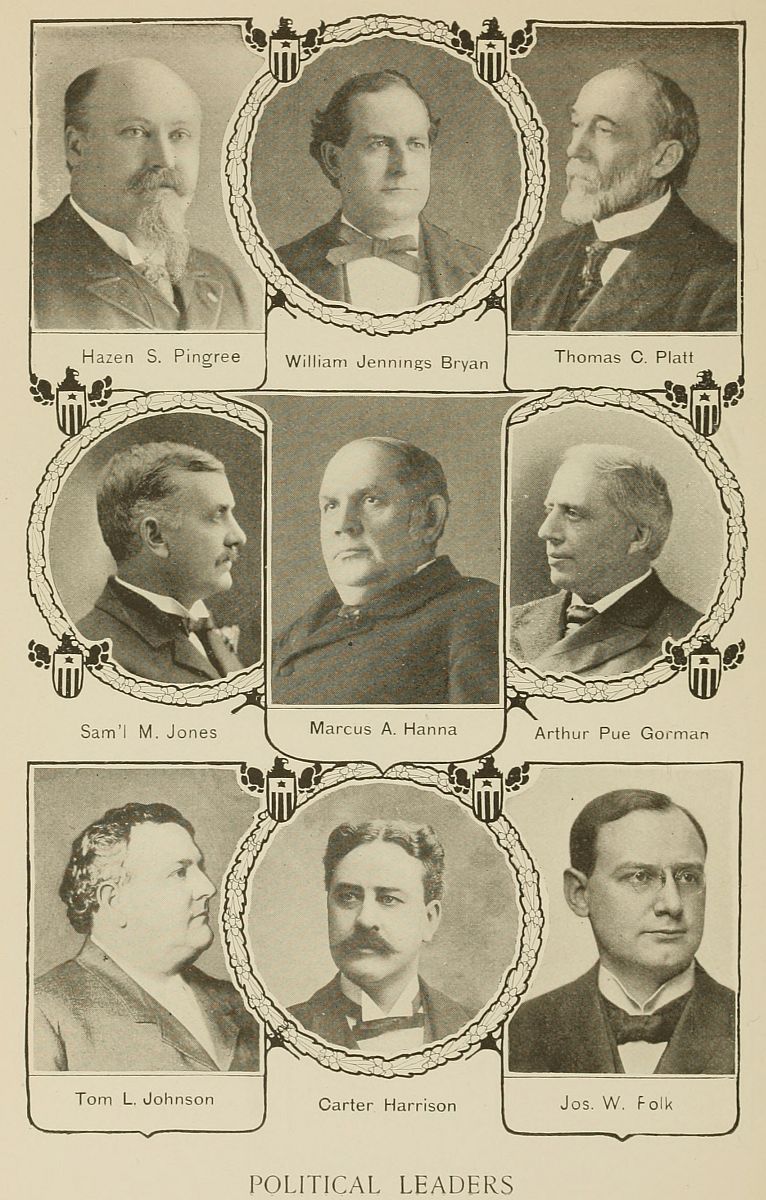 Hazen S. Pingree
William Jennings Bryan
Thomas C. Platt
Sam'l M. Jones
Marcus A. Hanna
Arthur Pue Gorman
Tom L. Johnson
Carter Harrison
Jos. W. Folk
POLITICAL LEADERS